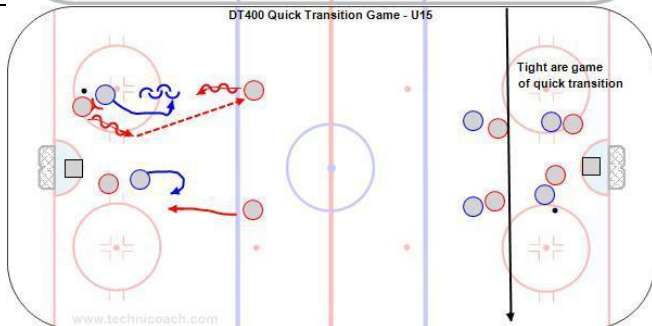 DT400 Quick Transition Game - U15
Tight are game
of quick transition
www.technicoach.com